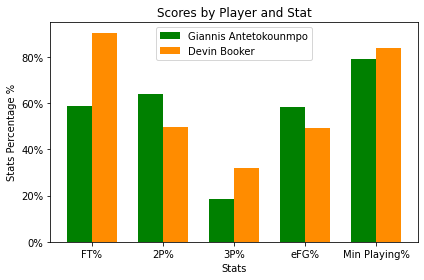 Scores by Player and Stat
Giannis Antetokounmpo
Devin Booker
Stats Percentage %
80%
60%
40%
20%
0%
FT% 2P% 3P% eFG% Min Playing%
Stats